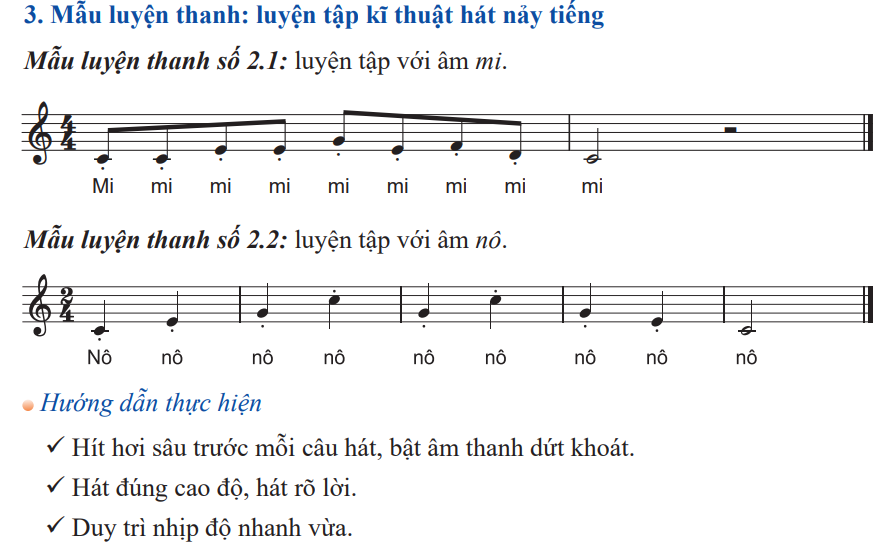 3. Mẫu luyện thanh: luyện tập kĩ thuật hát nảy tiếng
Mẫu luyện thanh số 2.1: luyện tập với âm mi.
4
4
Mi mi mi mi mi mi mi mi mi
Mẫu luyện thanh số 2.2: luyện tập với âm nô.
2
4
Nô nô nô nô nô nô nô nô nô
Hướng dẫn thực hiện
✓ Hít hơi sâu trước mỗi câu hát, bật âm thanh dứt khoát.
✓ Hát đúng cao độ, hát rõ lời.
✓ Duy trì nhịp độ nhanh vừa.